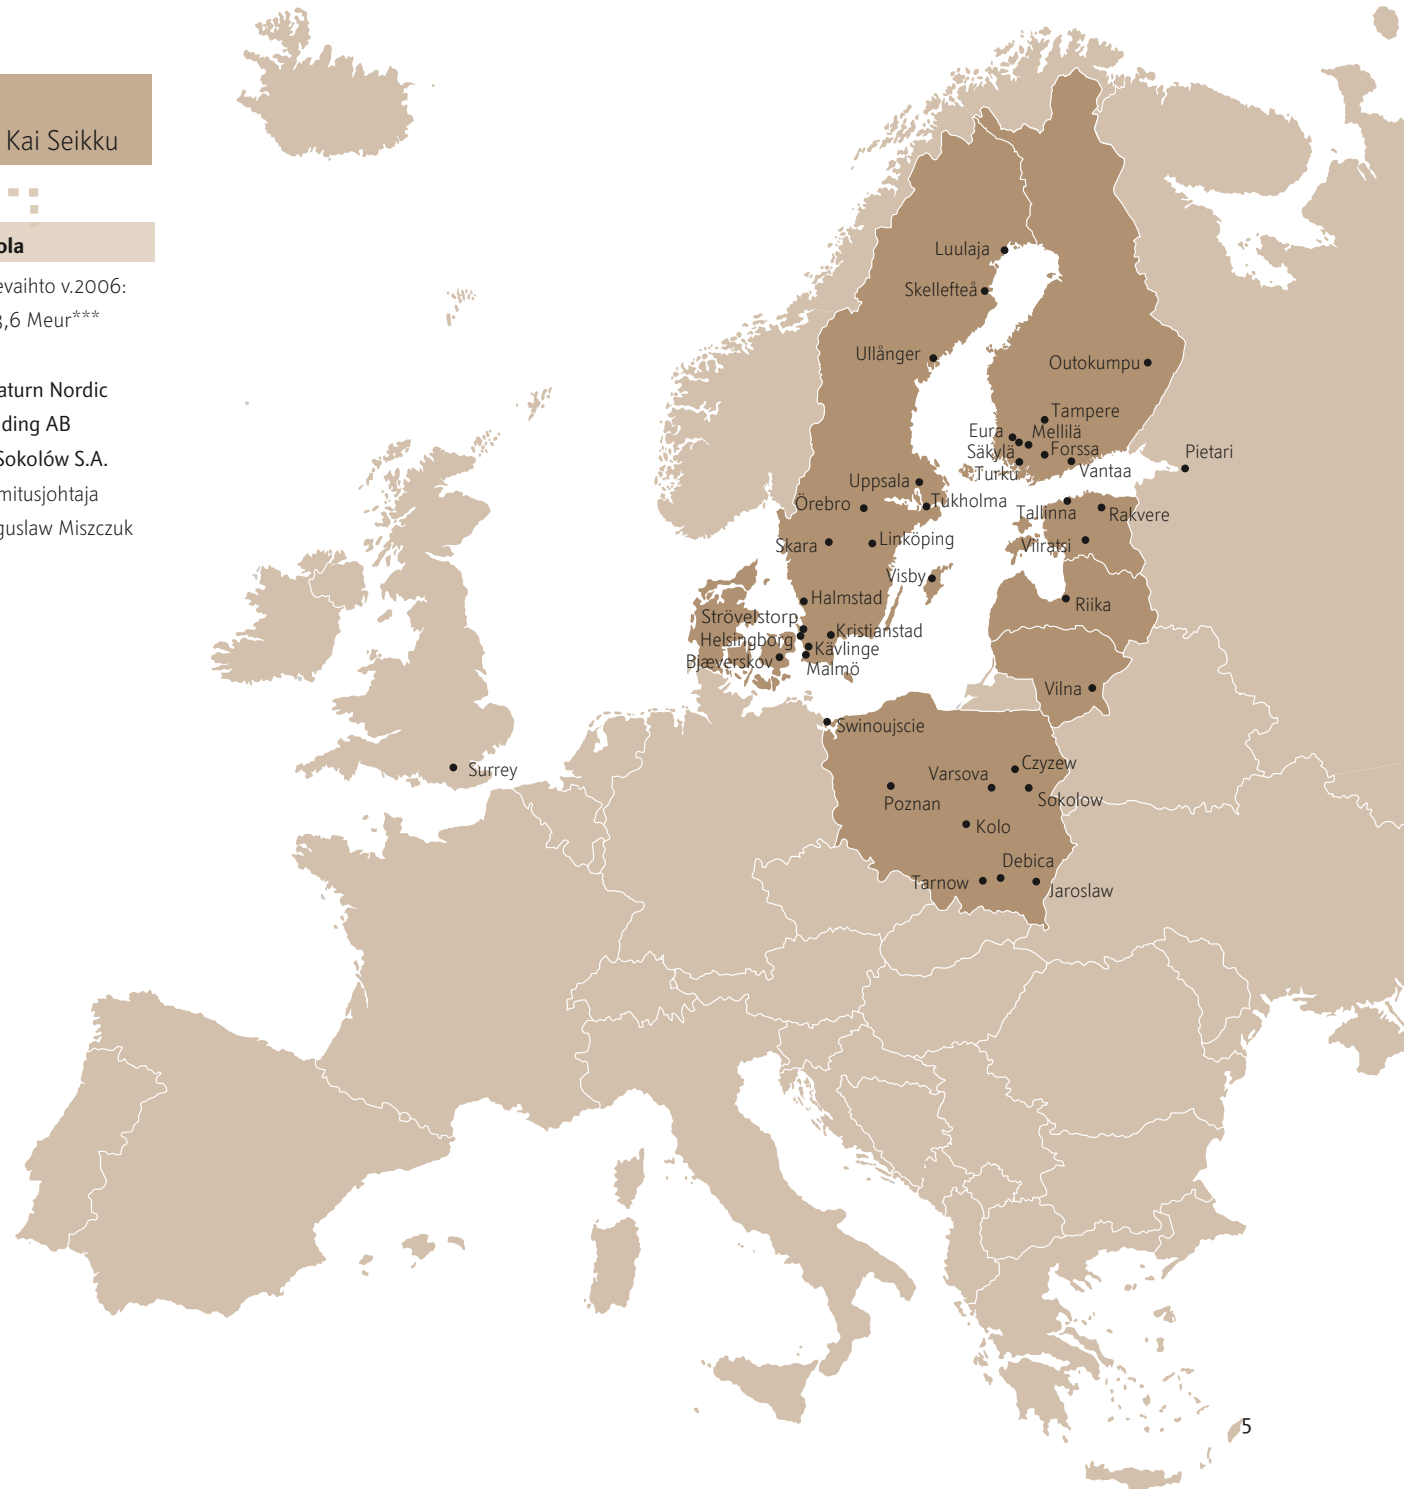 Kai Seikku
ola
evaihto v.2006:
3,6 Meur***
aturn Nordic
ding AB
Sokolów S.A.
mitusjohtaja
guslaw Miszczuk
Luulaja
Skellefteå
Ullånger
Outokumpu
Tampere
Eura
Mellilä
Säkylä
Forssa
Turku
Vantaa
Pietari
Uppsala
Örebro
Tukholma
Tallinna
Rakvere
Skara
Linköping
Viiratsi
Visby
Halmstad
Riika
Strövelstorp
Kristianstad
Helsingborg
Kävlinge
Bjæverskov
Malmö
Vilna
Swinoujscie
Surrey
Czyzew
Varsova
Poznan
Sokolow
Kolo
Debica
Tarnow
Jaroslaw
5